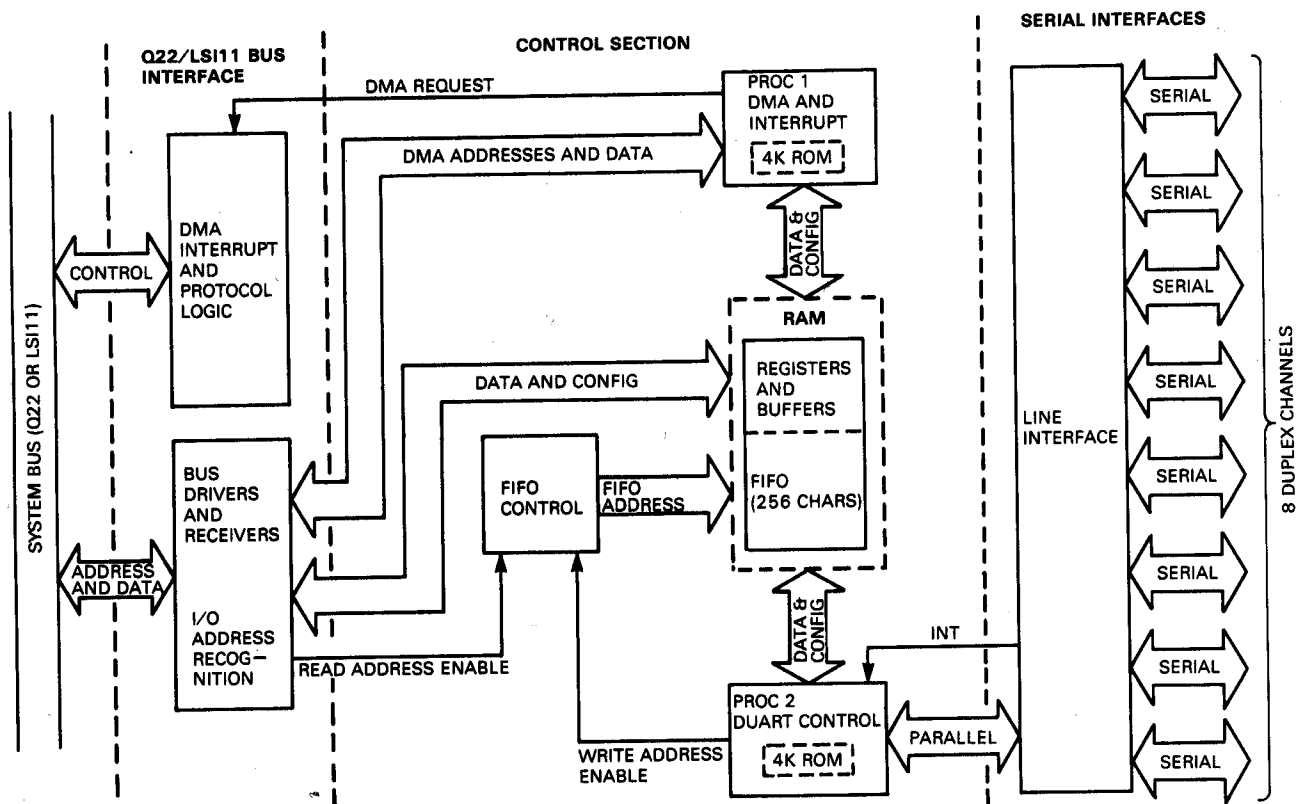 SERIAL INTERFACES
Q22/LSI11 BUS
INTERFACE
CONTROL SECTION
DMA REQUEST
PROC 1
DMA AND
INTERRUPT
4K ROM
DMA ADDRESSES AND DATA
DMA
INTERRUPT
AND
PROTOCOL
LOGIC
CONTROL
SYSTEM BUS (Q22 OR LSI11)
DATA &
CONFIG
RAM
REGISTERS
AND
BUFFERS
FIFO
(256 CHARS)
DATA AND CONFIG
BUS
DRIVERS
AND
RECEIVERS
I/O
ADDRESS
RECOG-
NITION
ADDRESS
AND DATA
FIFO
CONTROL
FIFO
ADDRESS
READ ADDRESS ENABLE
DATA &
CONFIG
INT
PROC 2
DUART CONTROL
4K ROM
WRITE ADDRESS
ENABLE
PARALLEL
LINE
INTERFACE
SERIAL
SERIAL
SERIAL
SERIAL
SERIAL
SERIAL
SERIAL
SERIAL
8 DUPLEX CHANNELS